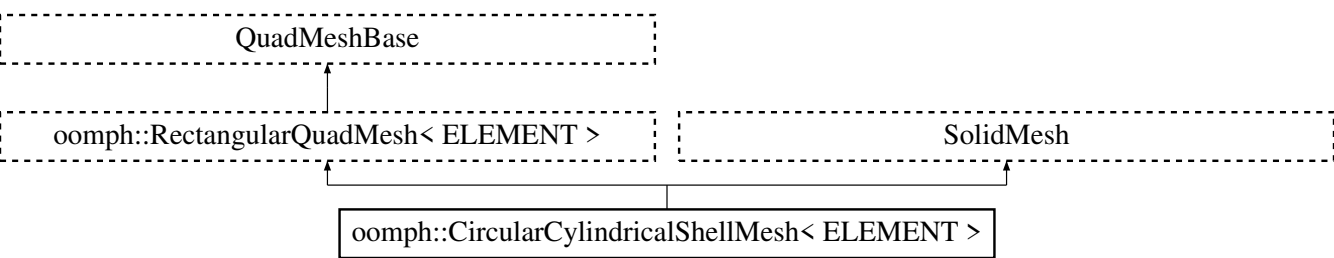 QuadMeshBase
oomph::RectangularQuadMesh< ELEMENT >
SolidMesh
oomph::CircularCylindricalShellMesh< ELEMENT >